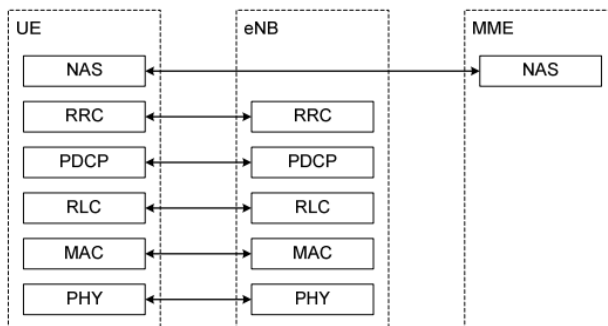 UE eNB MME
NAS NAS
RRC RRC
PDCP PDCP
RLC RLC
MAC MAC
PHY PHY